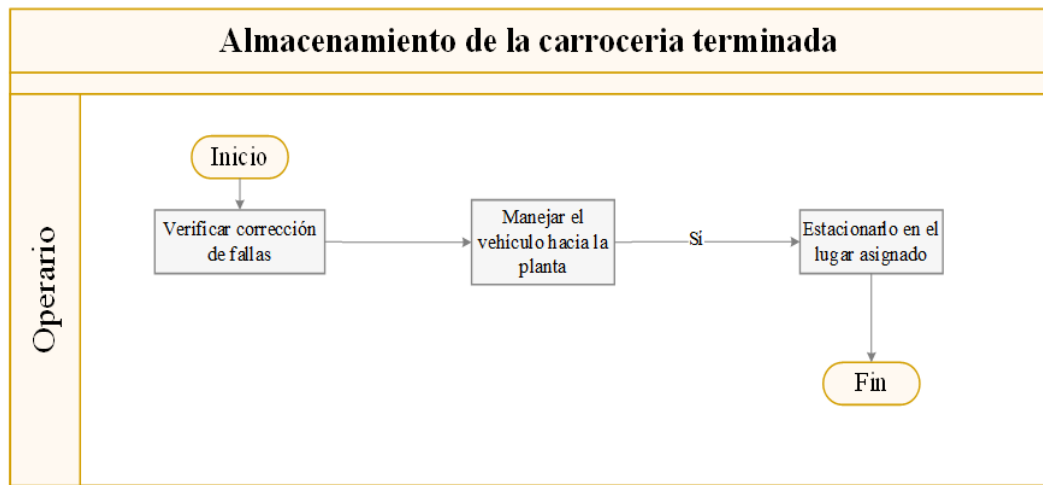 Almacenamiento de la carroceria terminada
Operario
Inicio
Verificar corrección
de fallas
Manejar el
vehículo hacia la
planta
Sí
Estacionarlo en el
lugar asignado
Fin